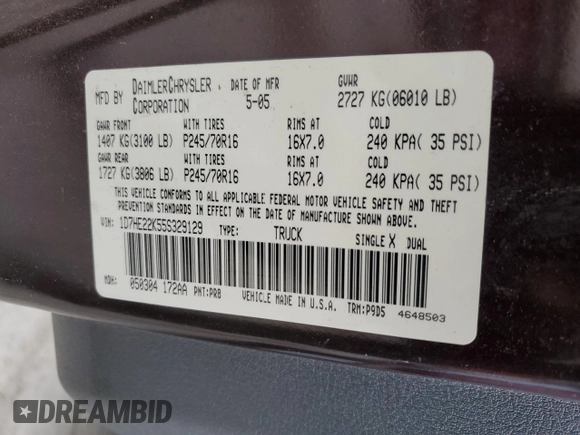 MFD BY DAIMLERCHRYSLER CORPORATION
DATE OF MFR 5-05
GVWR 2727 KG(06010 LB)
GAWR FRONT WITH TIRES RIMS AT COLD
1407 KG(3100 LB) P245/70R16 16X7.0 240 KPA( 35 PSI)
GAWR REAR WITH TIRES RIMS AT COLD
1727 KG(3806 LB) P245/70R16 16X7.0 240 KPA( 35 PSI)
THIS VEHICLE CONFORMS TO ALL APPLICABLE FEDERAL MOTOR VEHICLE SAFETY AND THEFT
PREVENTION STANDARDS IN EFFECT ON THE DATE OF MANUFACTURE SHOWN ABOVE.
VIN: 1D7HE22K55S329129 TYPE: TRUCK SINGLE X DUAL
MDH: 050304 172AA PNT:PRB VEHICLE MADE IN U.S.A. TRM:P9D5 4648503
DREAMBID